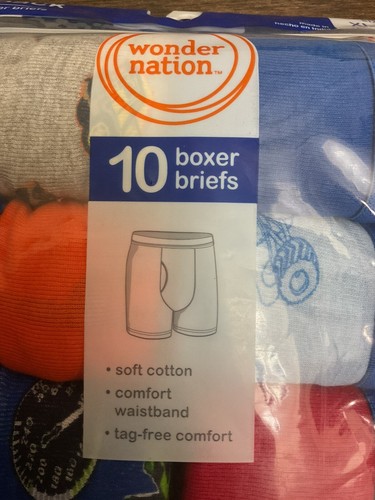 wonder
nation™
10 boxer
briefs
• soft cotton
• comfort
waistband
• tag-free comfort